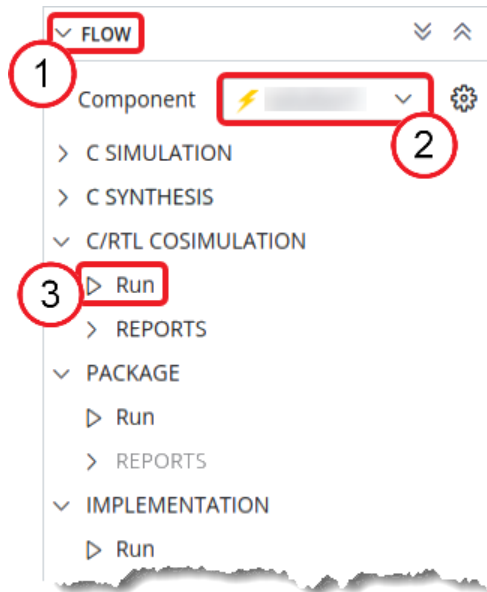 FLOW
1
Component
2
C SIMULATION
C SYNTHESIS
C/RTL COSIMULATION
3
Run
REPORTS
PACKAGE
Run
REPORTS
IMPLEMENTATION
Run